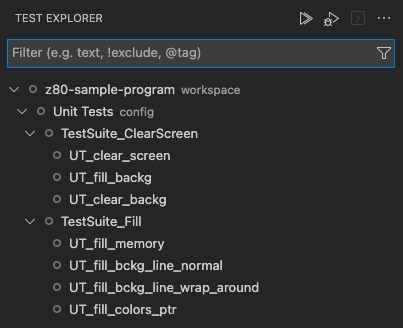 TEST EXPLORER
Filter (e.g. text, !exclude, @tag)
z80-sample-program workspace
Unit Tests config
TestSuite_ClearScreen
UT_clear_screen
UT_fill_backg
UT_clear_backg
TestSuite_Fill
UT_fill_memory
UT_fill_bckg_line_normal
UT_fill_bckg_line_wrap_around
UT_fill_colors_ptr